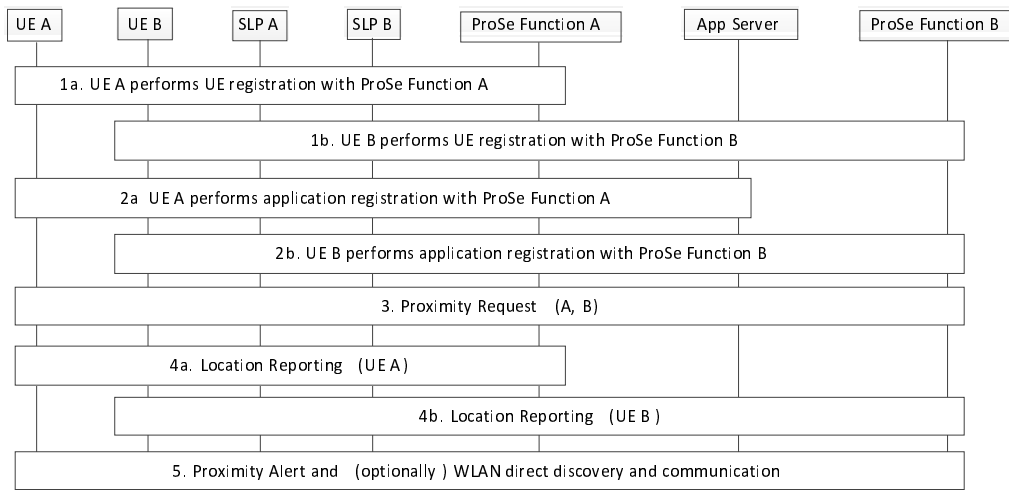 UE A
UE B
SLP A
SLP B
ProSe Function A
App Server
ProSe Function B
1a. UE A performs UE registration with ProSe Function A
1b. UE B performs UE registration with ProSe Function B
2a UE A performs application registration with ProSe Function A
2b. UE B performs application registration with ProSe Function B
3. Proximity Request (A, B)
4a. Location Reporting (UE A)
4b. Location Reporting (UE B )
5. Proximity Alert and (optionally ) WLAN direct discovery and communication